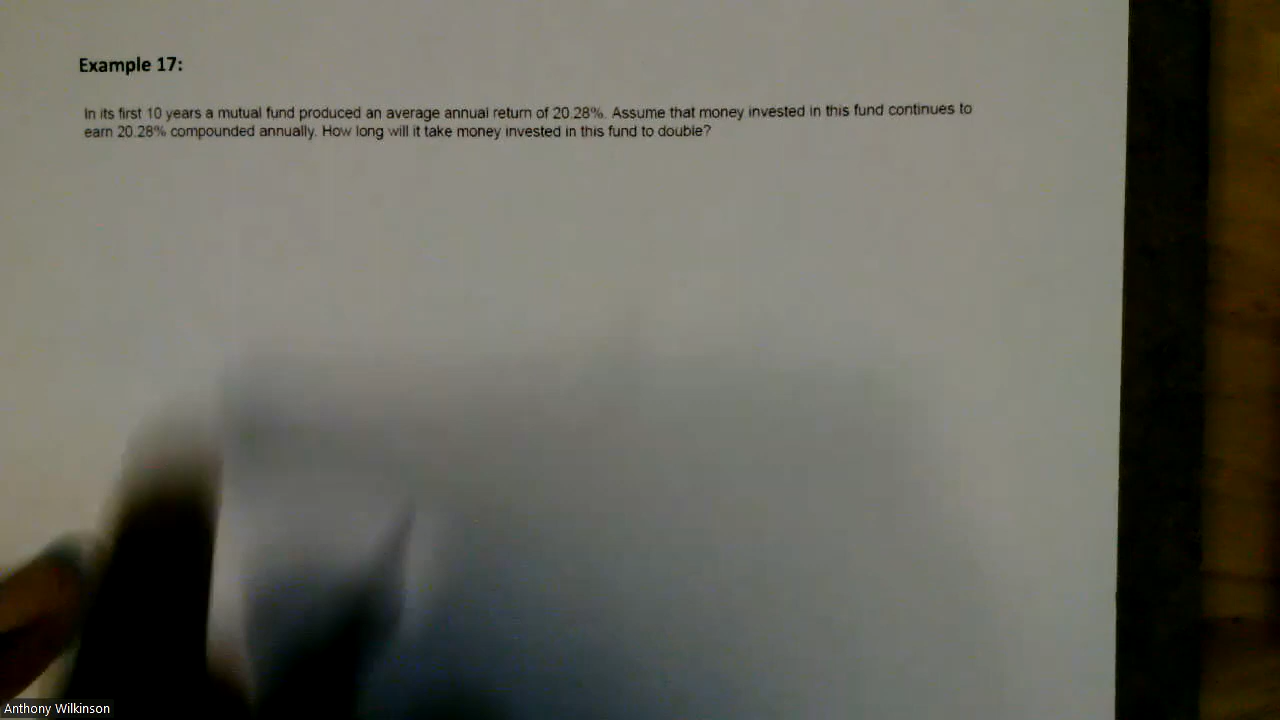 Example 17:
In its first 10 years a mutual fund produced an average annual return of 20.28%. Assume that money invested in this fund continues to
earn 20.28% compounded annually. How long will it take money invested in this fund to double?
Anthony Wilkinson